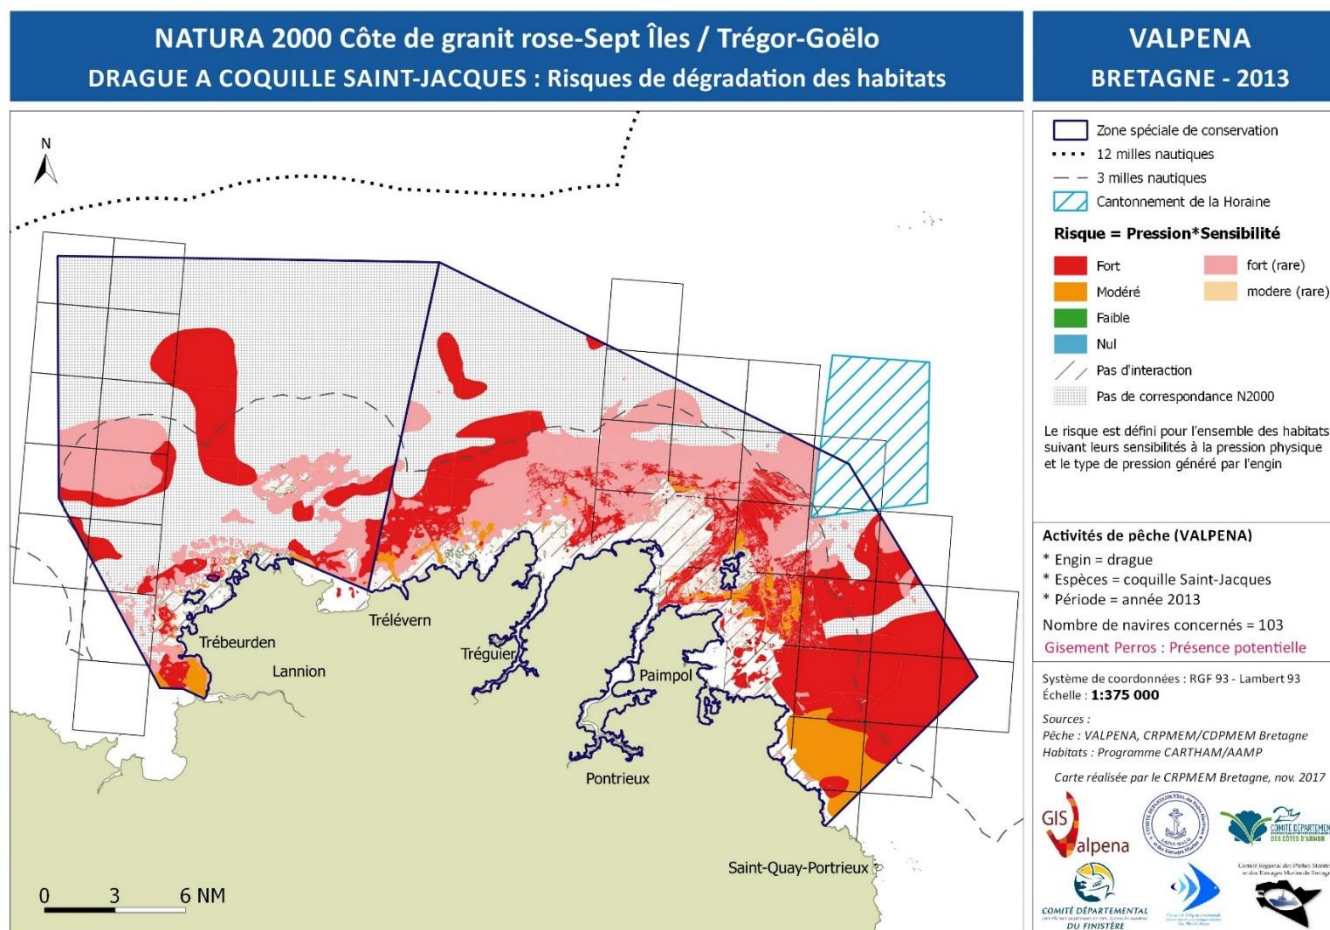 NATURA 2000 Côte de granit rose-Sept Îles / Trégor-Goëlo
DRAGUE A COQUILLE SAINT-JACQUES : Risques de dégradation des habitats
VALPENA
BRETAGNE - 2013
N
Trébeurden
Lannion
Trélévern
Tréguier
Paimpol
Pontrieux
Saint-Quay-Portrieux
0 3 6 NM
Zone spéciale de conservation
12 milles nautiques
3 milles nautiques
Cantonnement de la Horaine
Risque = Pression*Sensibilité
Fort
fort (rare)
Modéré
modere (rare)
Faible
Nul
Pas d'interaction
Pas de correspondance N2000
Le risque est défini pour l'ensemble des habitats
suivant leurs sensibilités à la pression physique
et le type de pression généré par l'engin
Activités de pêche (VALPENA)
* Engin = drague
* Espèces = coquille Saint-Jacques
* Période = année 2013
Nombre de navires concernés = 103
Gisement Perros : Présence potentielle
Système de coordonnées : RGF 93 - Lambert 93
Échelle : 1:375 000
Sources :
Pêche : VALPENA, CRPMEM/CDPMEM Bretagne
Habitats : Programme CARTHAM/AAMP
Carte réalisée par le CRPMEM Bretagne, nov. 2017
GIS
Valpena
COMITÉ DÉPARTEMEN
DES CÔTES D'ARMOR
COMITÉ DÉPARTEMENTAL
DU FINISTÈRE